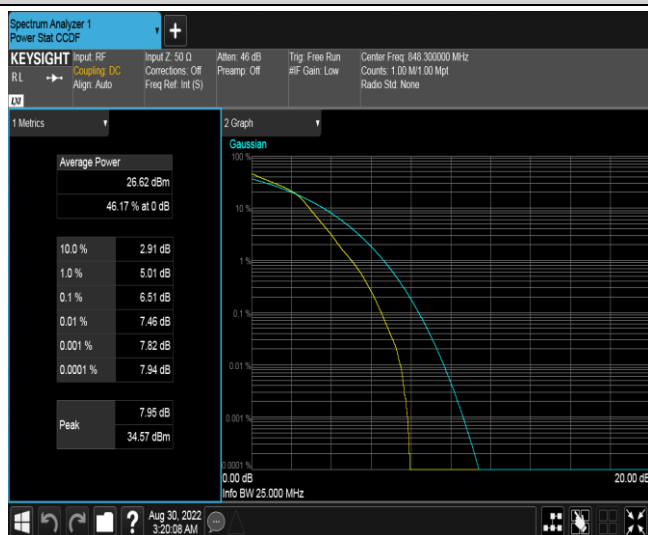 Spectrum Analyzer 1
Power Stat CCDF
+
KEYSIGHT
RL
LXI
Input: RF
Coupling: DC
Align: Auto
Input Z: 50 Ω
Corrections: Off
Freq Ref: Int (S)
Atten: 46 dB
Preamp: Off
Trig: Free Run
#IF Gain: Low
Center Freq: 848.300000 MHz
Counts: 1.00 M/1.00 Mpt
Radio Std: None
1 Metrics
Average Power
26.62 dBm
46.17 % at 0 dB
10.0 % 2.91 dB
1.0 % 5.01 dB
0.1 % 6.51 dB
0.01 % 7.46 dB
0.001 % 7.82 dB
0.0001 % 7.94 dB
Peak
7.95 dB
34.57 dBm
2 Graph
Gaussian
100 %
10 %
1 %
0.1 %
0.01 %
0.001 %
0.0001 %
0.00 dB 20.00 dB
Info BW 25.000 MHz
?
Aug 30, 2022
3:20:08 AM